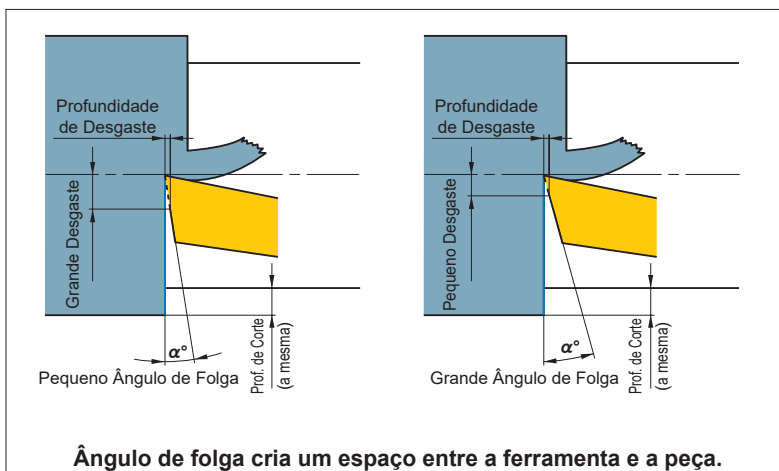 Profundidade
de Desgaste
Grande Desgaste
α°
Pequeno Ângulo de Folga
Prof. de Corte
(a mesma)
Profundidade
de Desgaste
Pequeno Desgaste
α°
Grande Ângulo de Folga
Prof. de Corte
(a mesma)
Ângulo de folga cria um espaço entre a ferramenta e a peça.